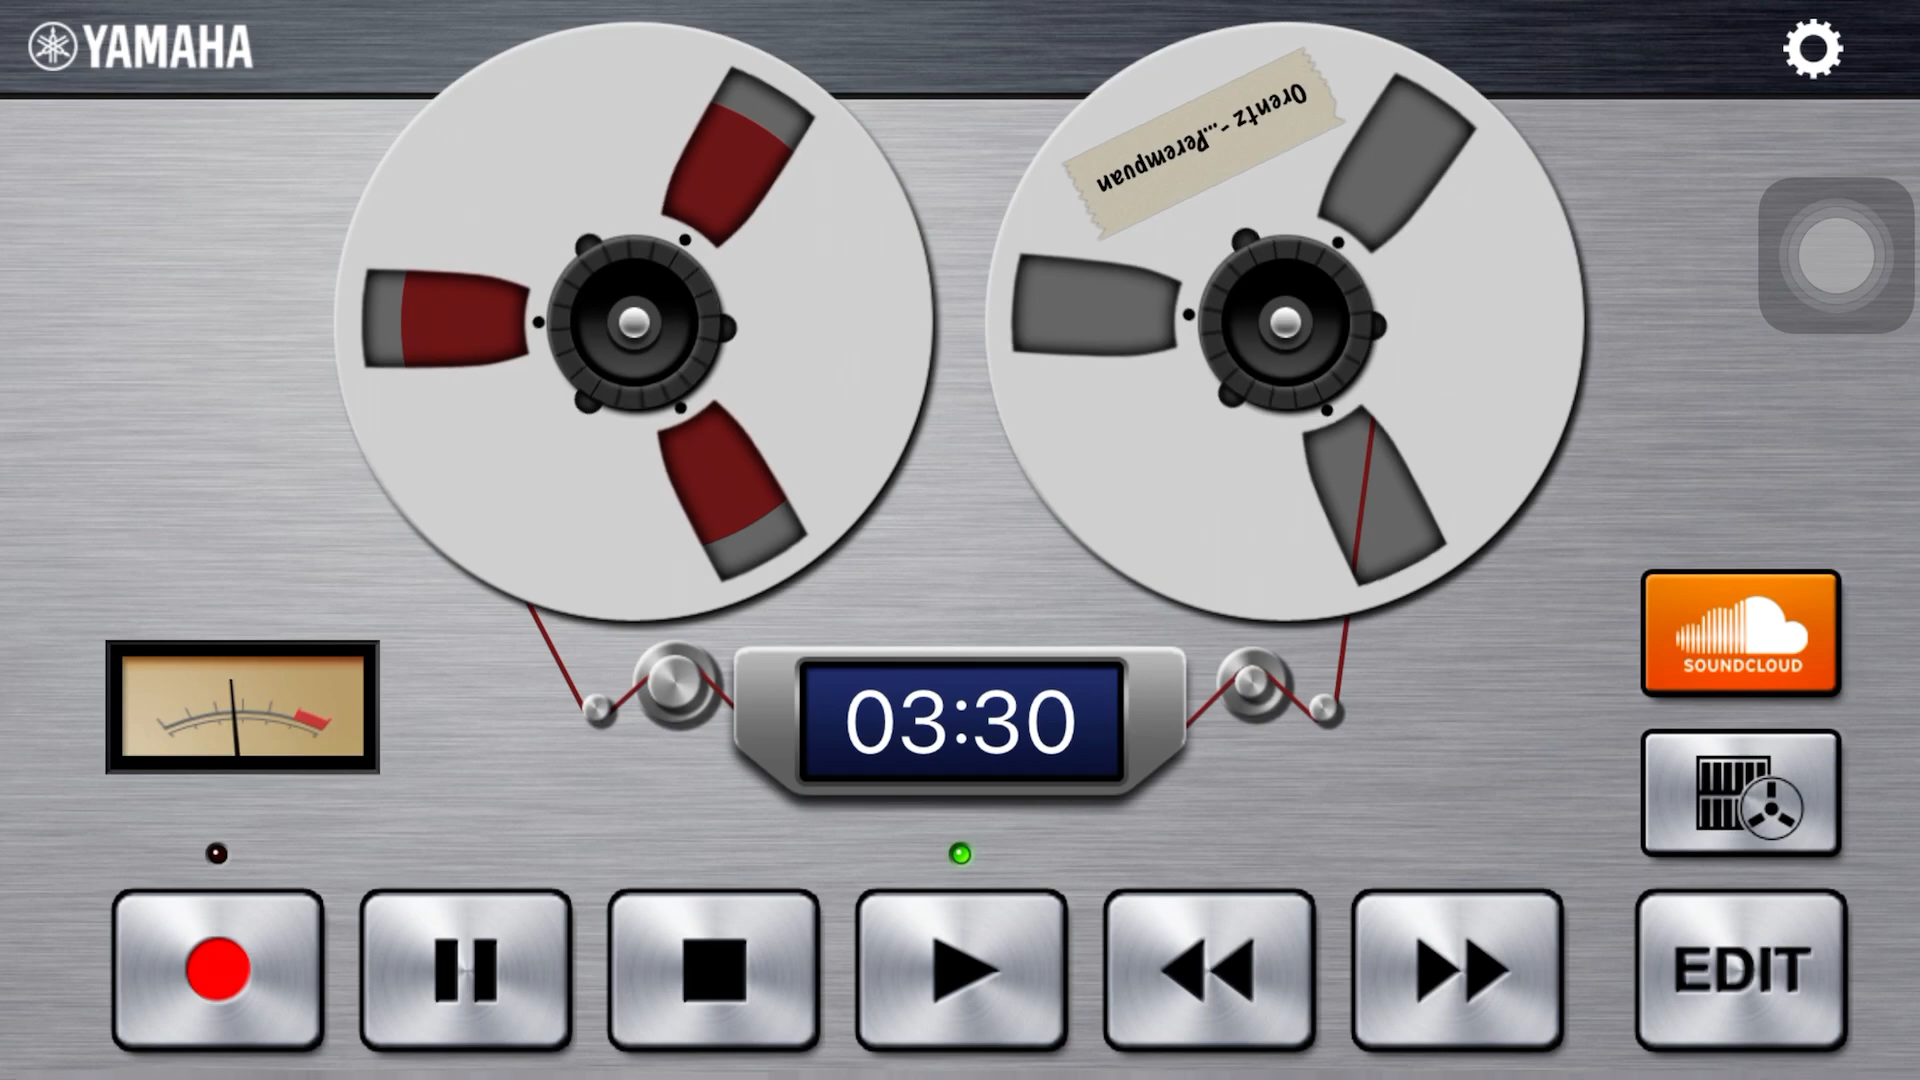 YAMAHA
Orentz - ...Perempuan
SOUNDCLOUD
03:30
EDIT